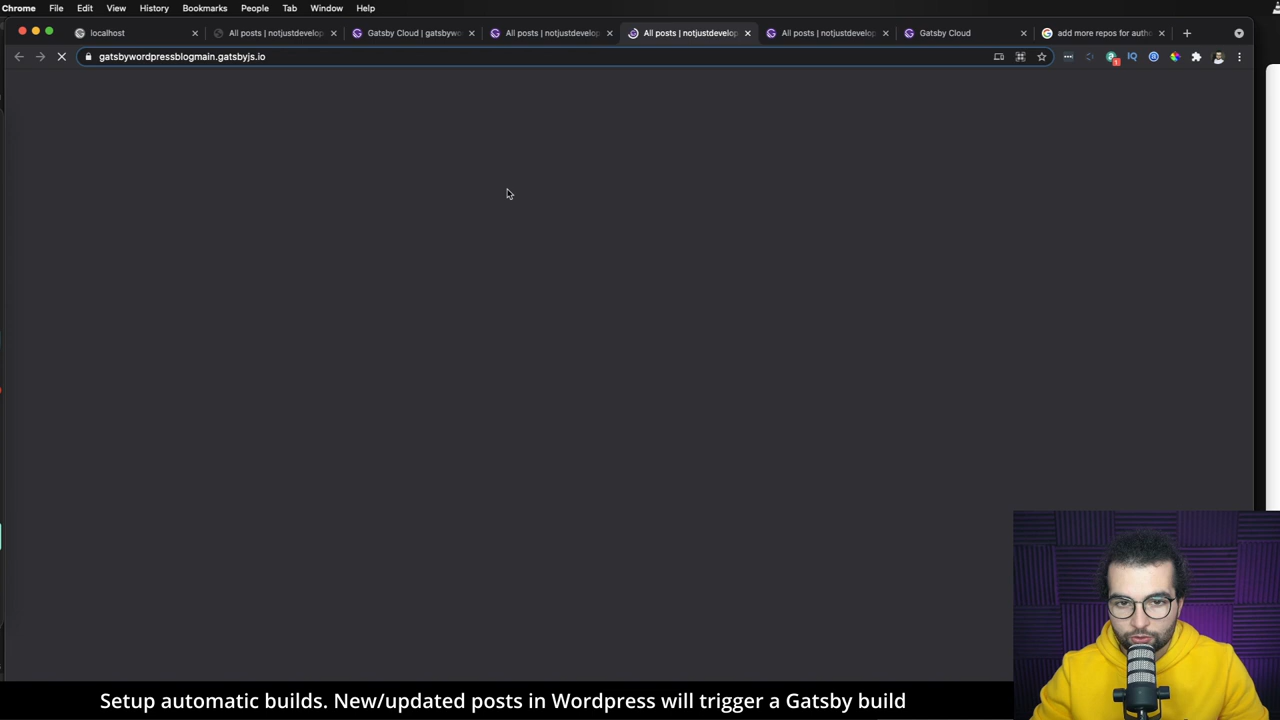 Chrome File Edit View History Bookmarks People Tab Window Help
localhost
All posts | notjustdevelop
Gatsby Cloud | gatsbywo
All posts | notjustdevelop
All posts | notjustdevelop
All posts | notjustdevelop
Gatsby Cloud
add more repos for autho
gatsbywordpressblogmain.gatsbyjs.io
Setup automatic builds. New/updated posts in Wordpress will trigger a Gatsby build